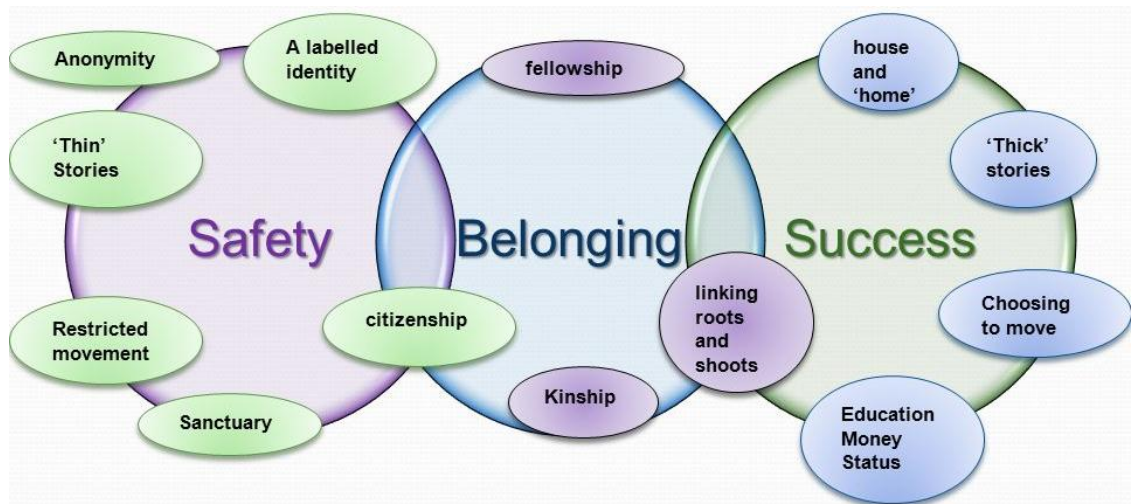 Anonymity
A labelled
identity
'Thin'
Stories
Safety
Restricted
movement
Sanctuary
citizenship
fellowship
Belonging
Kinship
linking
roots
and
shoots
house
and
'home'
'Thick'
stories
Success
Choosing
to move
Education
Money
Status